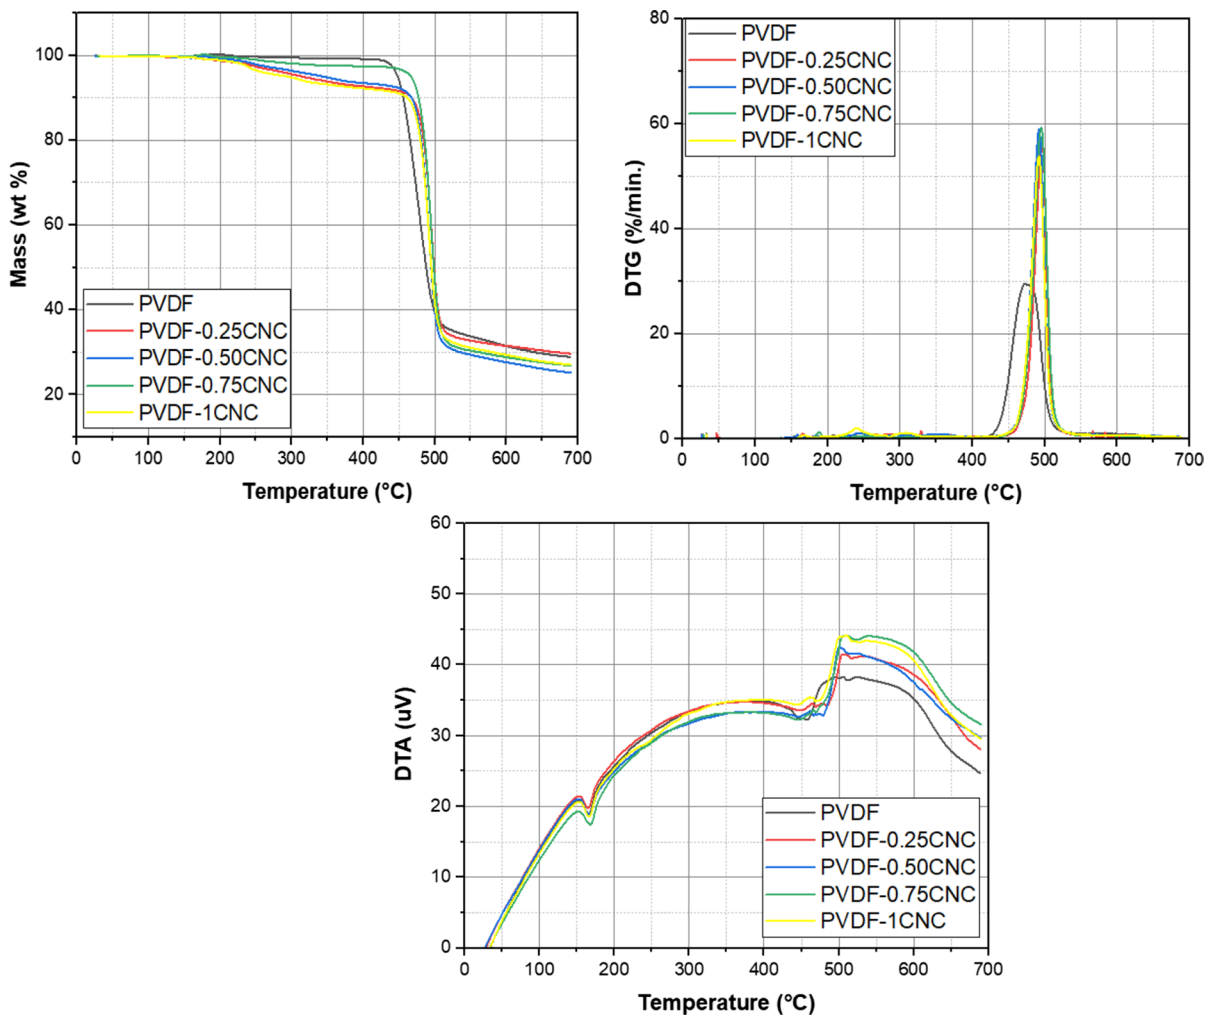 100
80
60
40
20
Mass (wt %)
PVDF
PVDF-0.25CNC
PVDF-0.50CNC
PVDF-0.75CNC
PVDF-1CNC
0 100 200 300 400 500 600 700
Temperature (°C)
80
60
40
20
0
DTG (%/min.)
PVDF
PVDF-0.25CNC
PVDF-0.50CNC
PVDF-0.75CNC
PVDF-1CNC
0 100 200 300 400 500 600 700
Temperature (°C)
60
50
40
30
20
10
0
DTA (uV)
PVDF
PVDF-0.25CNC
PVDF-0.50CNC
PVDF-0.75CNC
PVDF-1CNC
0 100 200 300 400 500 600 700
Temperature (°C)